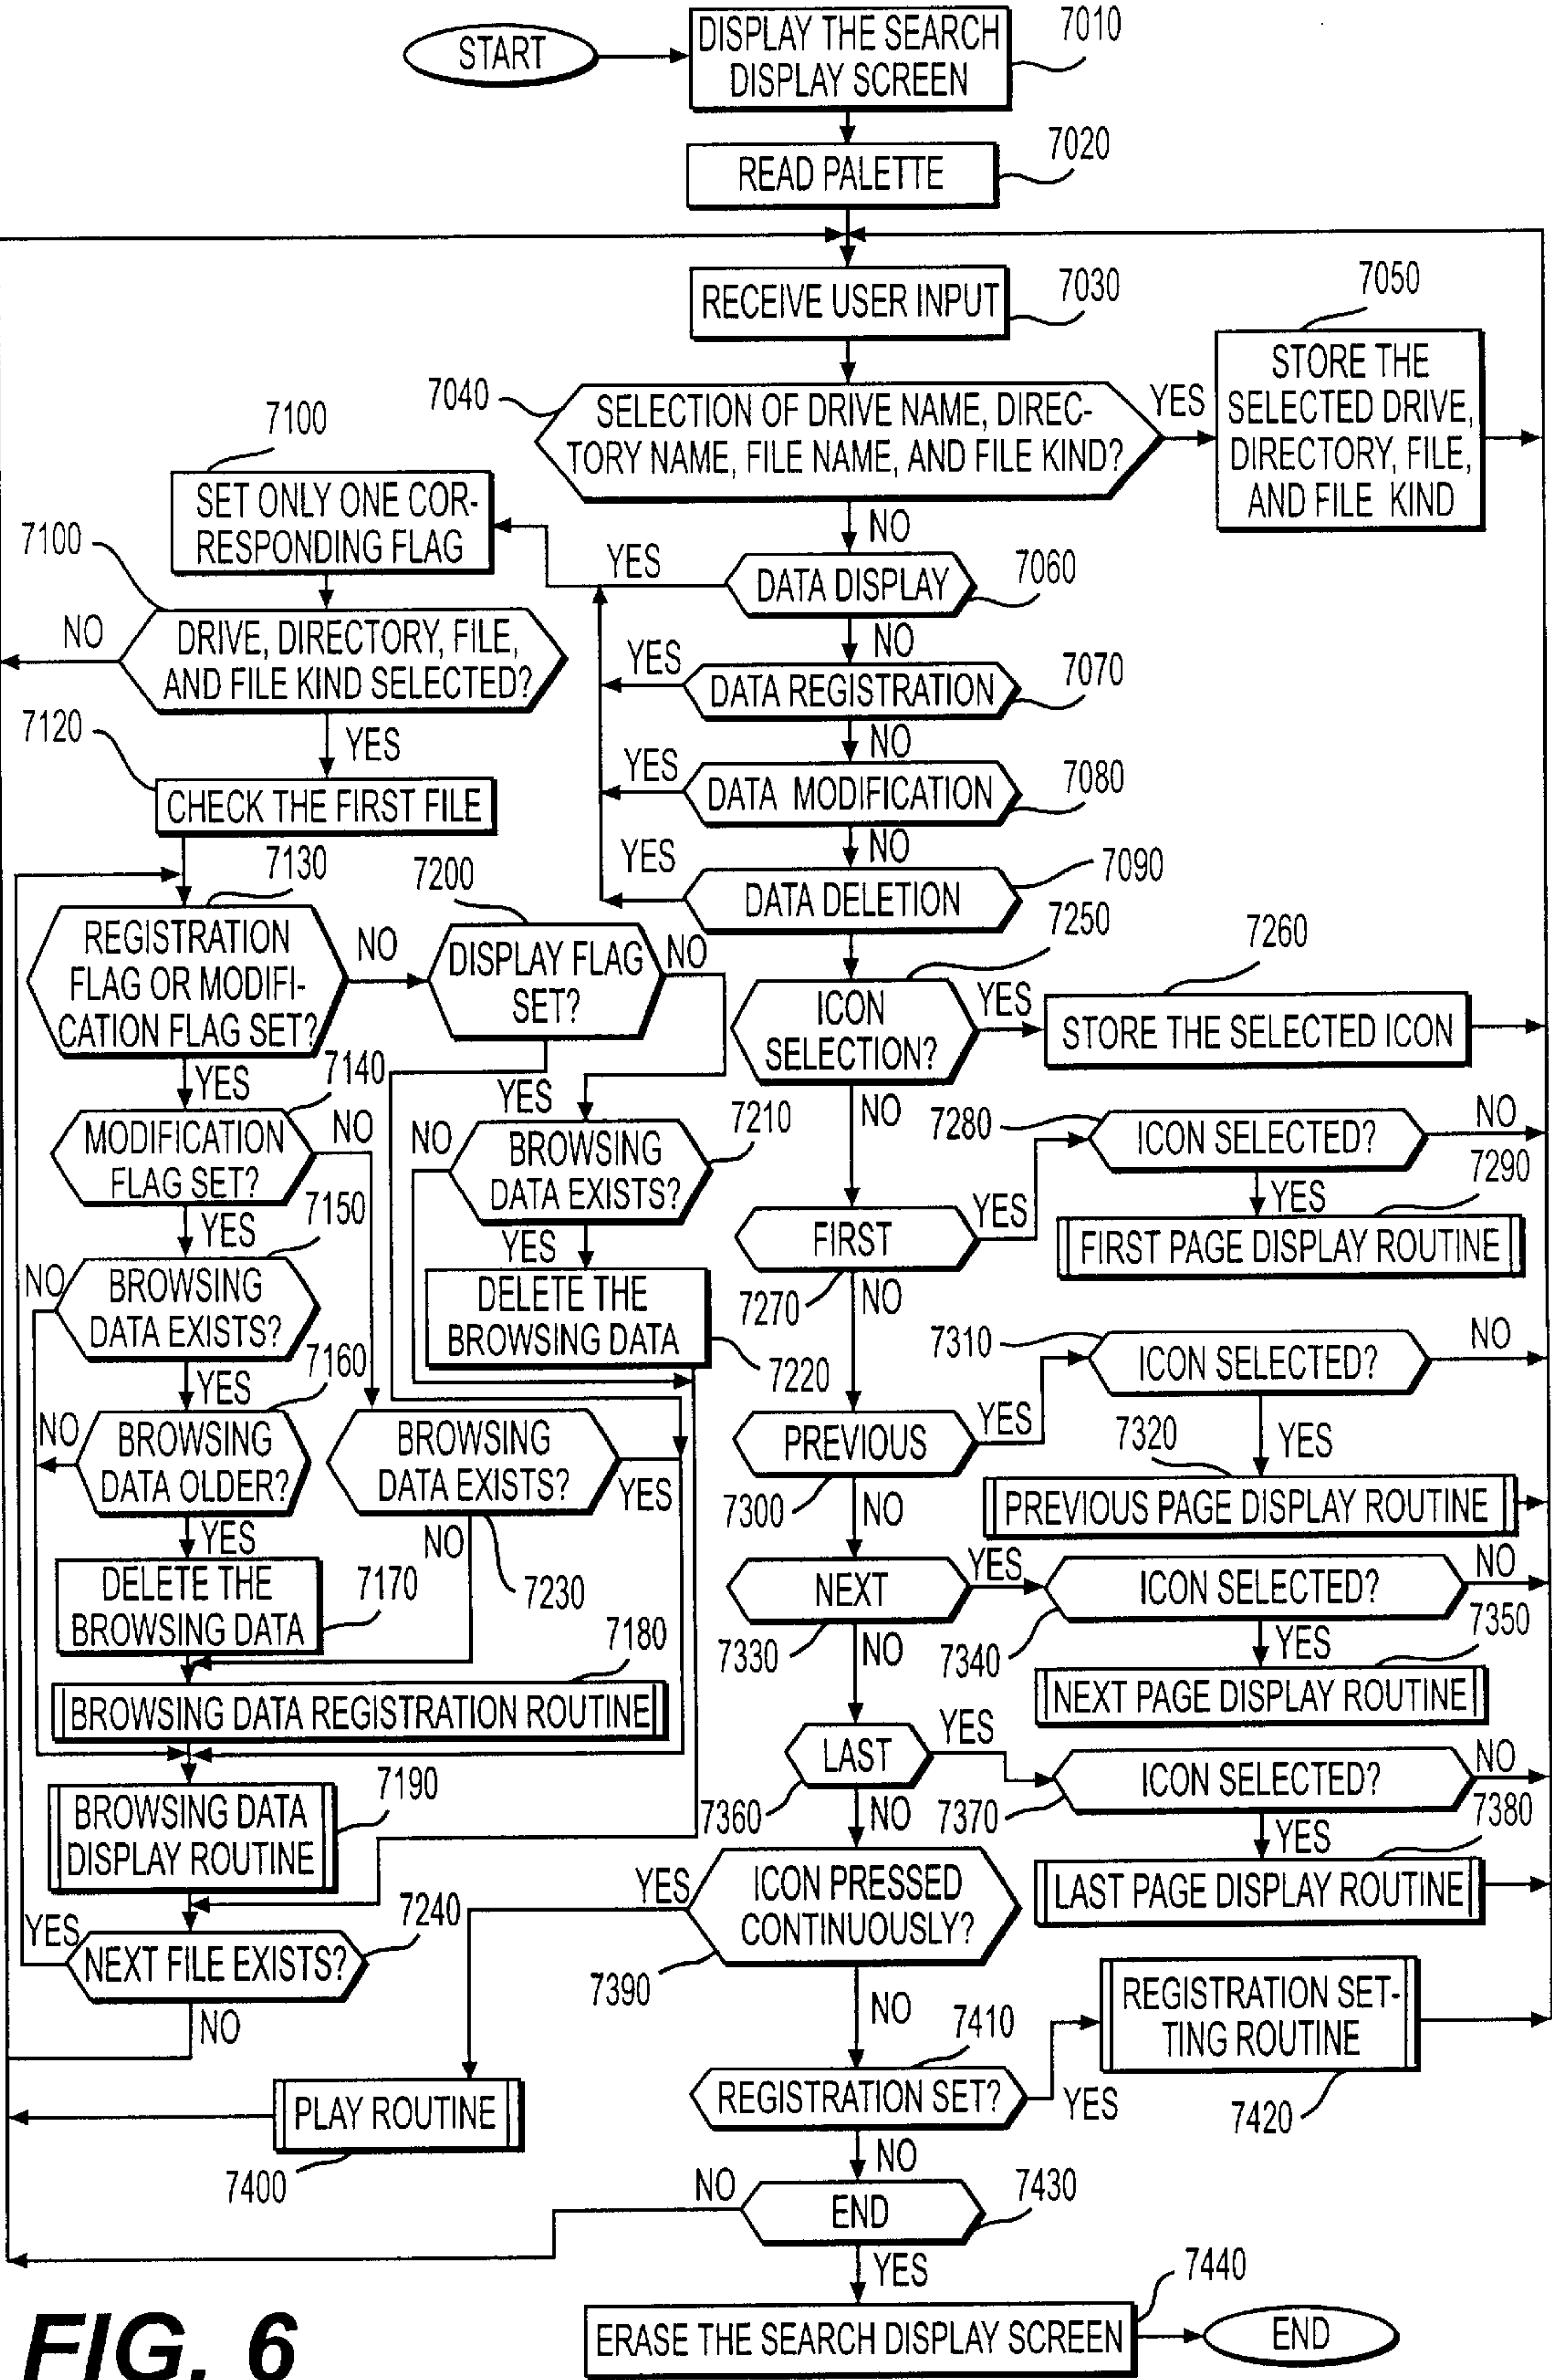 START
DISPLAY THE SEARCH
DISPLAY SCREEN
7010
READ PALETTE
7020
RECEIVE USER INPUT
7030
7040
SELECTION OF DRIVE NAME, DIREC-
TORY NAME, FILE NAME, AND FILE KIND?
YES
7050
STORE THE
SELECTED DRIVE,
DIRECTORY, FILE,
AND FILE KIND
NO
7100
SET ONLY ONE COR-
RESPONDING FLAG
YES
DATA DISPLAY
7060
NO
7100
DRIVE, DIRECTORY, FILE,
AND FILE KIND SELECTED?
NO
YES
DATA REGISTRATION
7070
NO
YES
7120
CHECK THE FIRST FILE
YES
DATA MODIFICATION
7080
NO
YES
DATA DELETION
7090
7130
REGISTRATION
FLAG OR MODIFI-
CATION FLAG SET?
NO
7200
DISPLAY FLAG
SET?
NO
YES
7250
ICON
SELECTION?
YES
7260
STORE THE SELECTED ICON
NO
YES
7140
MODIFICATION
FLAG SET?
NO
YES
7210
BROWSING
DATA EXISTS?
NO
YES
7280
ICON SELECTED?
NO
YES
7290
FIRST PAGE DISPLAY ROUTINE
FIRST
YES
7270
NO
7150
BROWSING
DATA EXISTS?
NO
YES
DELETE THE
BROWSING DATA
7220
7310
ICON SELECTED?
NO
YES
7160
BROWSING
DATA OLDER?
NO
YES
BROWSING
DATA EXISTS?
YES
NO
7230
PREVIOUS
YES
7300
NO
7320
PREVIOUS PAGE DISPLAY ROUTINE
DELETE THE
BROWSING DATA
7170
NEXT
YES
7330
NO
ICON SELECTED?
NO
7340
YES
7350
NEXT PAGE DISPLAY ROUTINE
7180
BROWSING DATA REGISTRATION ROUTINE
LAST
YES
7360
NO
ICON SELECTED?
NO
7370
YES
7380
LAST PAGE DISPLAY ROUTINE
BROWSING DATA
DISPLAY ROUTINE
7190
YES
ICON PRESSED
CONTINUOUSLY?
7390
NO
YES
7240
NEXT FILE EXISTS?
NO
REGISTRATION SET-
TING ROUTINE
7420
7410
REGISTRATION SET?
YES
NO
PLAY ROUTINE
7400
NO
END
7430
YES
7440
ERASE THE SEARCH DISPLAY SCREEN
END
FIG. 6